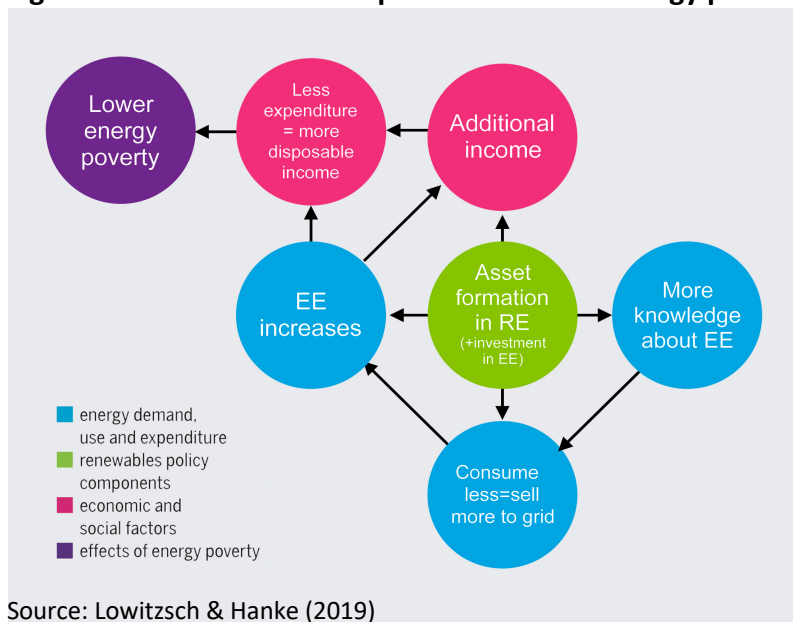 Lower
energy
poverty
Less
expenditure
= more
disposable
income
Additional
income
EE
increases
Asset
formation
in RE
(+investment
in EE)
More
knowledge
about EE
Consume
less=sell
more to grid
energy demand,
use and expenditure
renewables policy
components
economic and
social factors
effects of energy poverty
Source: Lowitzsch & Hanke (2019)